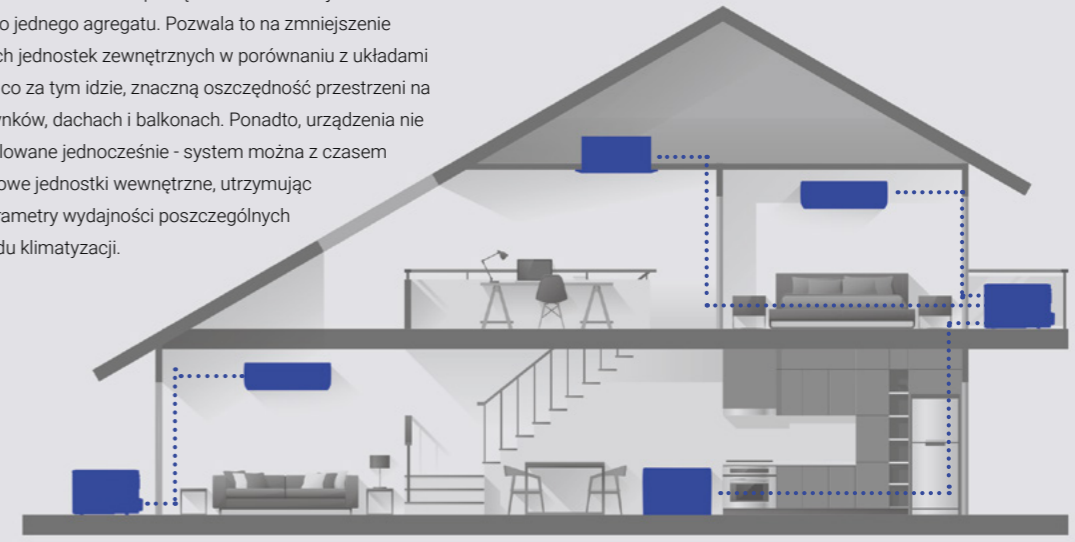 o jednego agregatu. Pozwala to na zmniejszenie
ch jednostek zewnętrznych w porównaniu z układami
co za tym idzie, znaczną oszczędność przestrzeni na
ynków, dachach i balkonach. Ponadto, urządzenia nie
lowane jednocześnie - system można z czasem
owe jednostki wewnętrzne, utrzymując
rametry wydajności poszczególnych
du klimatyzacji.